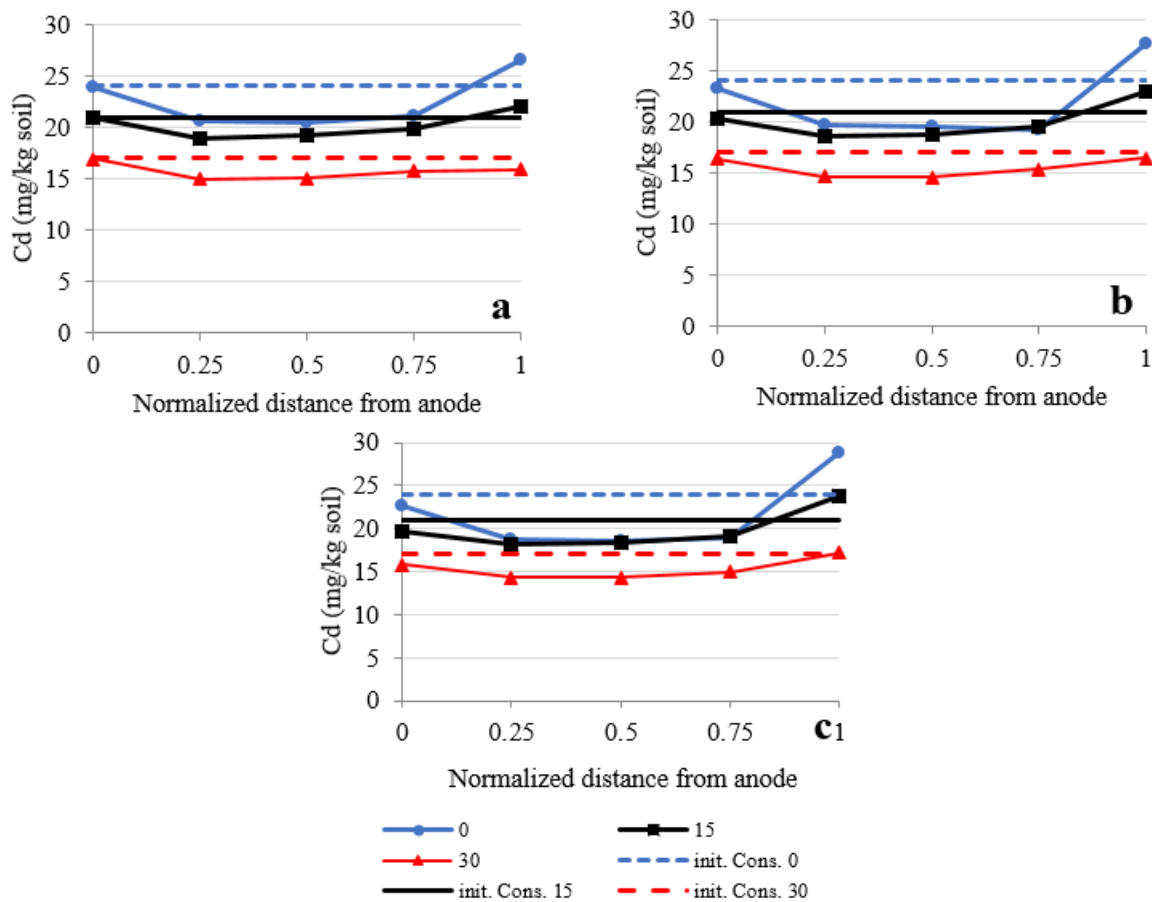 30
25
20
15
10
5
0
Cd (mg/kg soil)
a
0 0.25 0.5 0.75 1
Normalized distance from anode
30
25
20
15
10
5
0
Cd (mg/kg soil)
b
0 0.25 0.5 0.75 1
Normalized distance from anode
30
25
20
15
10
5
0
Cd (mg/kg soil)
c
0 0.25 0.5 0.75 1
Normalized distance from anode
0 15
30 init. Cons. 0
init. Cons. 15 init. Cons. 30